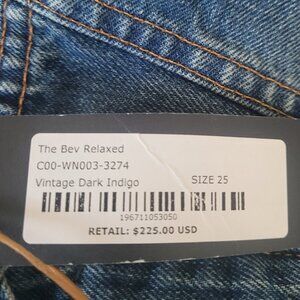 The Bev Relaxed
C00-WN003-3274
Vintage Dark Indigo SIZE 25
196711053050
RETAIL: $225.00 USD